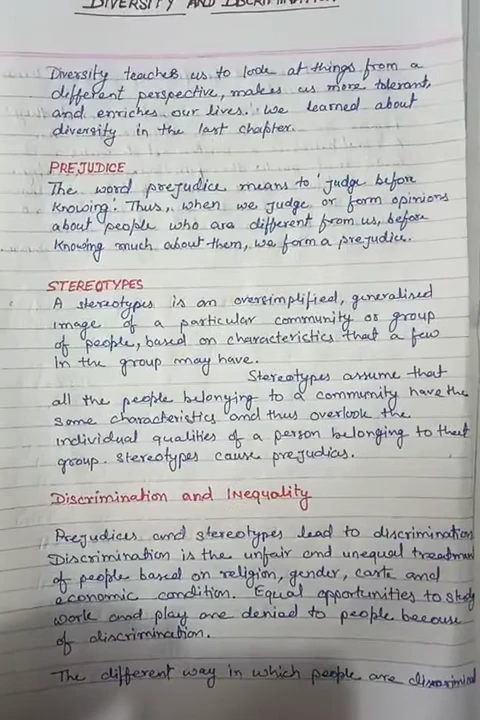 DIVERSITY AND DISCRIMINATION
Diversity teaches us to look at things from a
different perspective, makes us more tolerant,
and enriches our lives. We learned about
diversity in the last chapter.
PREJUDICE
The word prejudice means to 'judge before
knowing'. Thus, when we judge or form opinions
about people who are different from us, before
knowing much about them, we form a prejudice.
STEREOTYPES
A stereotypes is an oversimplified, generalised
image of a particular community or group
of people, based on characteristics that a few
in the group may have.
Stereotypes assume that
all the people belonging to a community have the
same characteristics and thus overlook the
individual qualities of a person belonging to that
group. Stereotypes cause prejudics.
Discrimination and Inequality
Prejudices and stereotypes lead to discrimination
Discrimination is the unfair and unequal treatmen
of people based on religion, gender, caste and
economic condition. Equal opportunities to study
work and play are denied to people because
of discrimination.
The different way in which people are discriminat